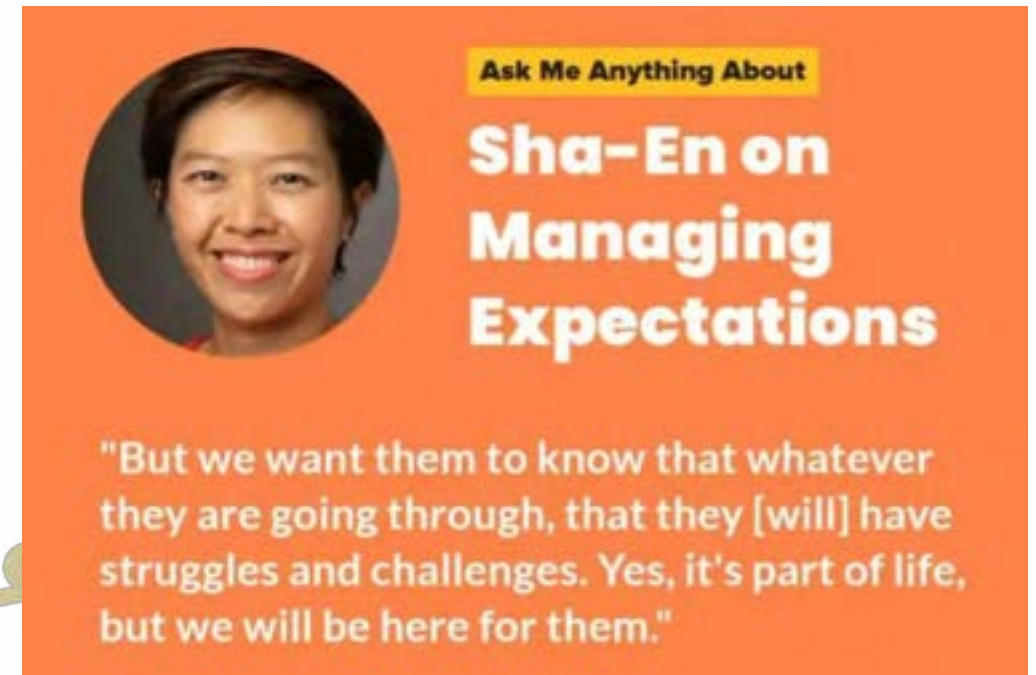 Ask Me Anything About
Sha-En on
Managing
Expectations
"But we want them to know that whatever
they are going through, that they [will] have
struggles and challenges. Yes, it's part of life,
but we will be here for them."